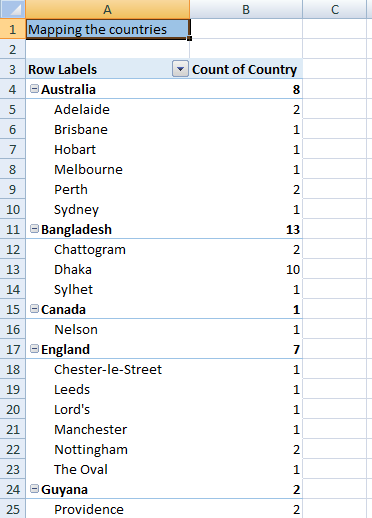 A B C
1 Mapping the countries
2
3 Row Labels Count of Country
4 Australia 8
5 Adelaide 2
6 Brisbane 1
7 Hobart 1
8 Melbourne 1
9 Perth 2
10 Sydney 1
11 Bangladesh 13
12 Chattogram 2
13 Dhaka 10
14 Sylhet 1
15 Canada 1
16 Nelson 1
17 England 7
18 Chester-le-Street 1
19 Leeds 1
20 Lord's 1
21 Manchester 1
22 Nottingham 2
23 The Oval 1
24 Guyana 2
25 Providence 2